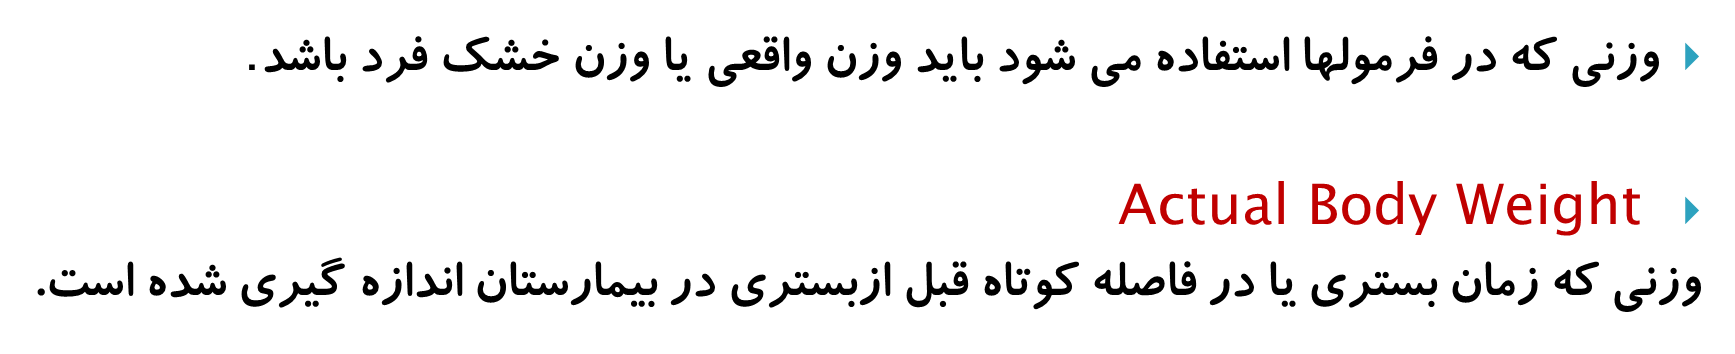 وزنی که در فرمولها استفاده می شود باید وزن واقعی یا وزن خشک فرد باشد.
Actual Body Weight
وزنی که زمان بستری یا در فاصله کوتاه قبل ازبستری در بیمارستان اندازه گیری شده است.